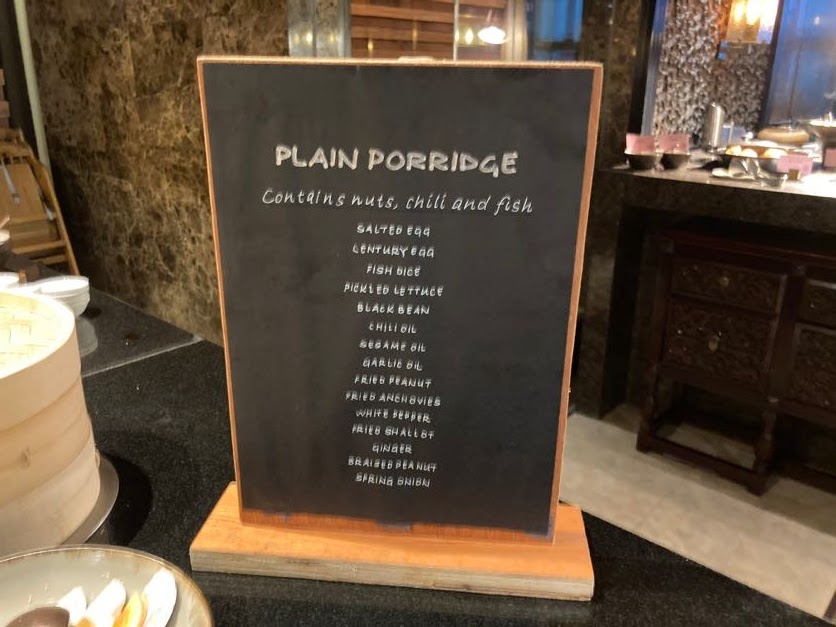 PLAIN PORRIDGE
Contains nuts, chili and fish
SALTED EGG
CENTURY EGG
FISH DICE
PICKLED LETTUCE
BLACK BEAN
CHILI OIL
SESAME OIL
GARLIC OIL
FRIED PEANUT
FRIED ANCHOVIES
WHITE PEPPER
FRIED SHALLOT
GINGER
BRAISED PEANUT
SPRING ONION